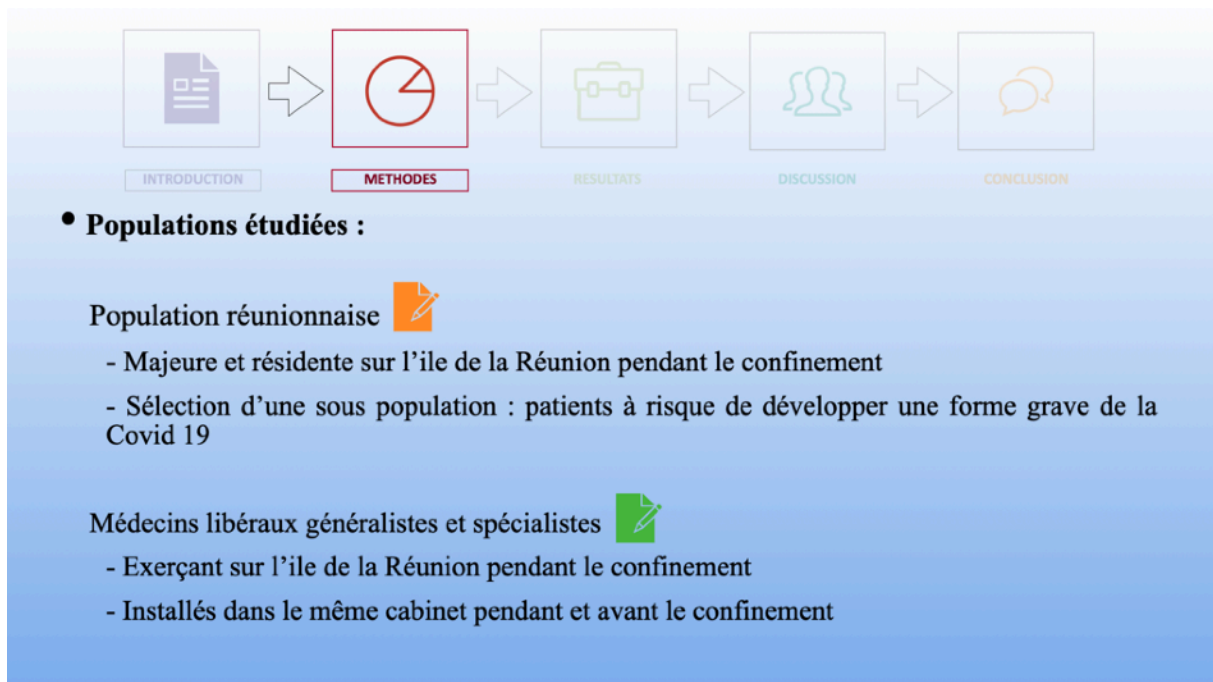 INTRODUCTION
METHODES
RESULTATS
DISCUSSION
CONCLUSION
• Populations étudiées :
Population réunionnaise
- Majeure et résidente sur l’ile de la Réunion pendant le confinement
- Sélection d’une sous population : patients à risque de développer une forme grave de la
Covid 19
Médecins libéraux généralistes et spécialistes
- Exerçant sur l’ile de la Réunion pendant le confinement
- Installés dans le même cabinet pendant et avant le confinement